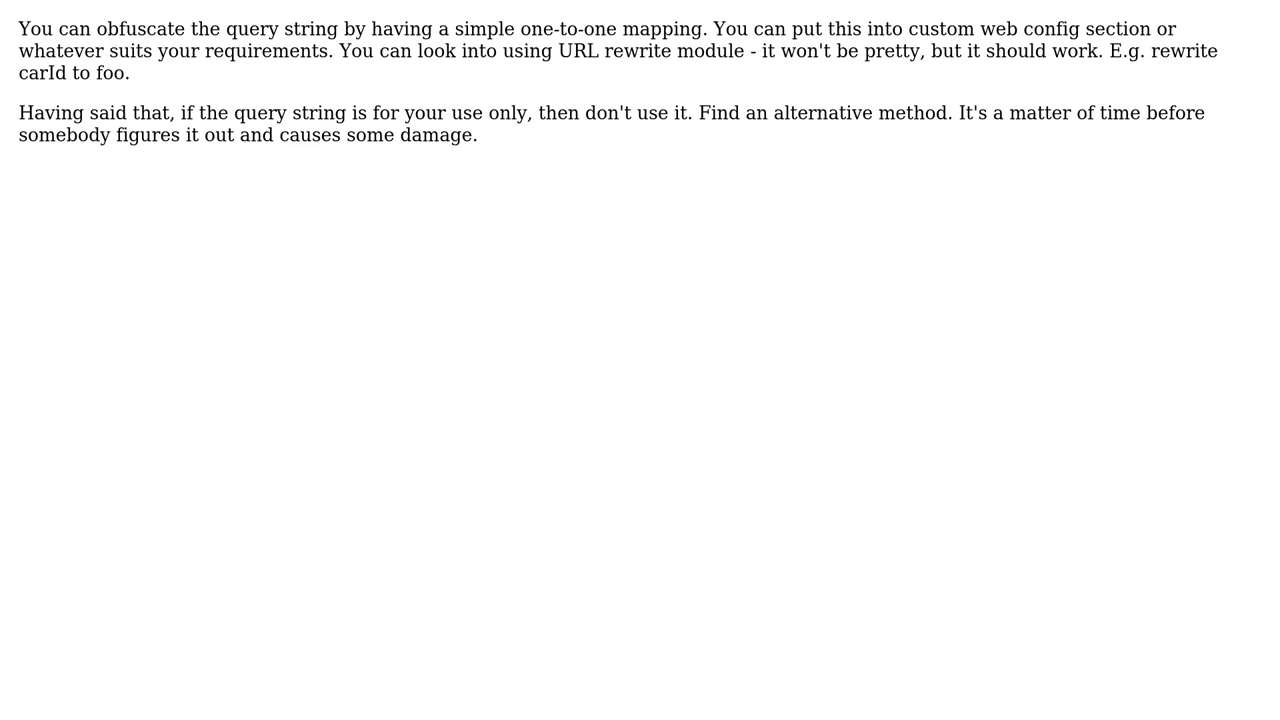 You can obfuscate the query string by having a simple one-to-one mapping. You can put this into custom web config section or
whatever suits your requirements. You can look into using URL rewrite module - it won't be pretty, but it should work. E.g. rewrite
carId to foo.
Having said that, if the query string is for your use only, then don't use it. Find an alternative method. It's a matter of time before
somebody figures it out and causes some damage.